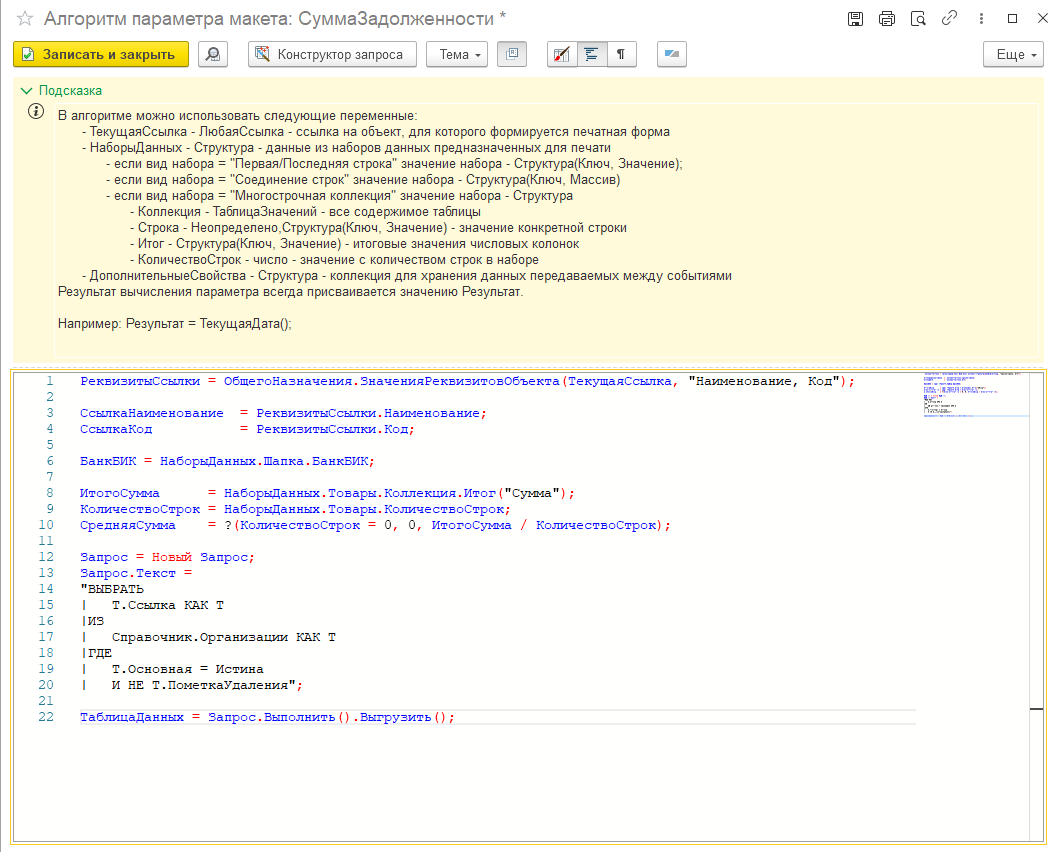 Алгоритм параметра макета: СуммаЗадолженности *
Записать и закрыть
Конструктор запроса
Тема
Еще
Подсказка
В алгоритме можно использовать следующие переменные:
- ТекущаяСсылка - ЛюбаяСсылка - ссылка на объект, для которого формируется печатная форма
- НаборыДанных - Структура - данные из наборов данных предназначенных для печати
- если вид набора = "Первая/Последняя строка" значение набора - Структура(Ключ, Значение);
- если вид набора = "Соединение строк" значение набора - Структура(Ключ, Массив)
- если вид набора = "Многострочная коллекция" значение набора - Структура
- Коллекция - ТаблицаЗначений - все содержимое таблицы
- Строка - Неопределено,Структура(Ключ, Значение) - значение конкретной строки
- Итог - Структура(Ключ, Значение) - итоговые значения числовых колонок
- КоличествоСтрок - число - значение с количеством строк в наборе
- ДополнительныеСвойства - Структура - коллекция для хранения данных передаваемых между событиями
Результат вычисления параметра всегда присваивается значению Результат.
Например: Результат = ТекущаяДата();
1 РеквизитыСсылки = ОбщегоНазначения.ЗначенияРеквизитовОбъекта(ТекущаяСсылка, "Наименование, Код");
2
3 СсылкаНаименование  = РеквизитыСсылки.Наименование;
4 СсылкаКод           = РеквизитыСсылки.Код;
5
6 БанкБИК = НаборыДанных.Шапка.БанкБИК;
7
8 ИтогоСумма      = НаборыДанных.Товары.Коллекция.Итог("Сумма");
9 КоличествоСтрок = НаборыДанных.Товары.КоличествоСтрок;
10 СредняяСумма    = ?(КоличествоСтрок = 0, 0, ИтогоСумма / КоличествоСтрок);
11
12 Запрос = Новый Запрос;
13 Запрос.Текст =
14 "ВЫБРАТЬ
15 |   Т.Ссылка КАК Т
16 |ИЗ
17 |   Справочник.Организации КАК Т
18 |ГДЕ
19 |   Т.Основная = Истина
20 |   И НЕ Т.ПометкаУдаления";
21
22 ТаблицаДанных = Запрос.Выполнить().Выгрузить();